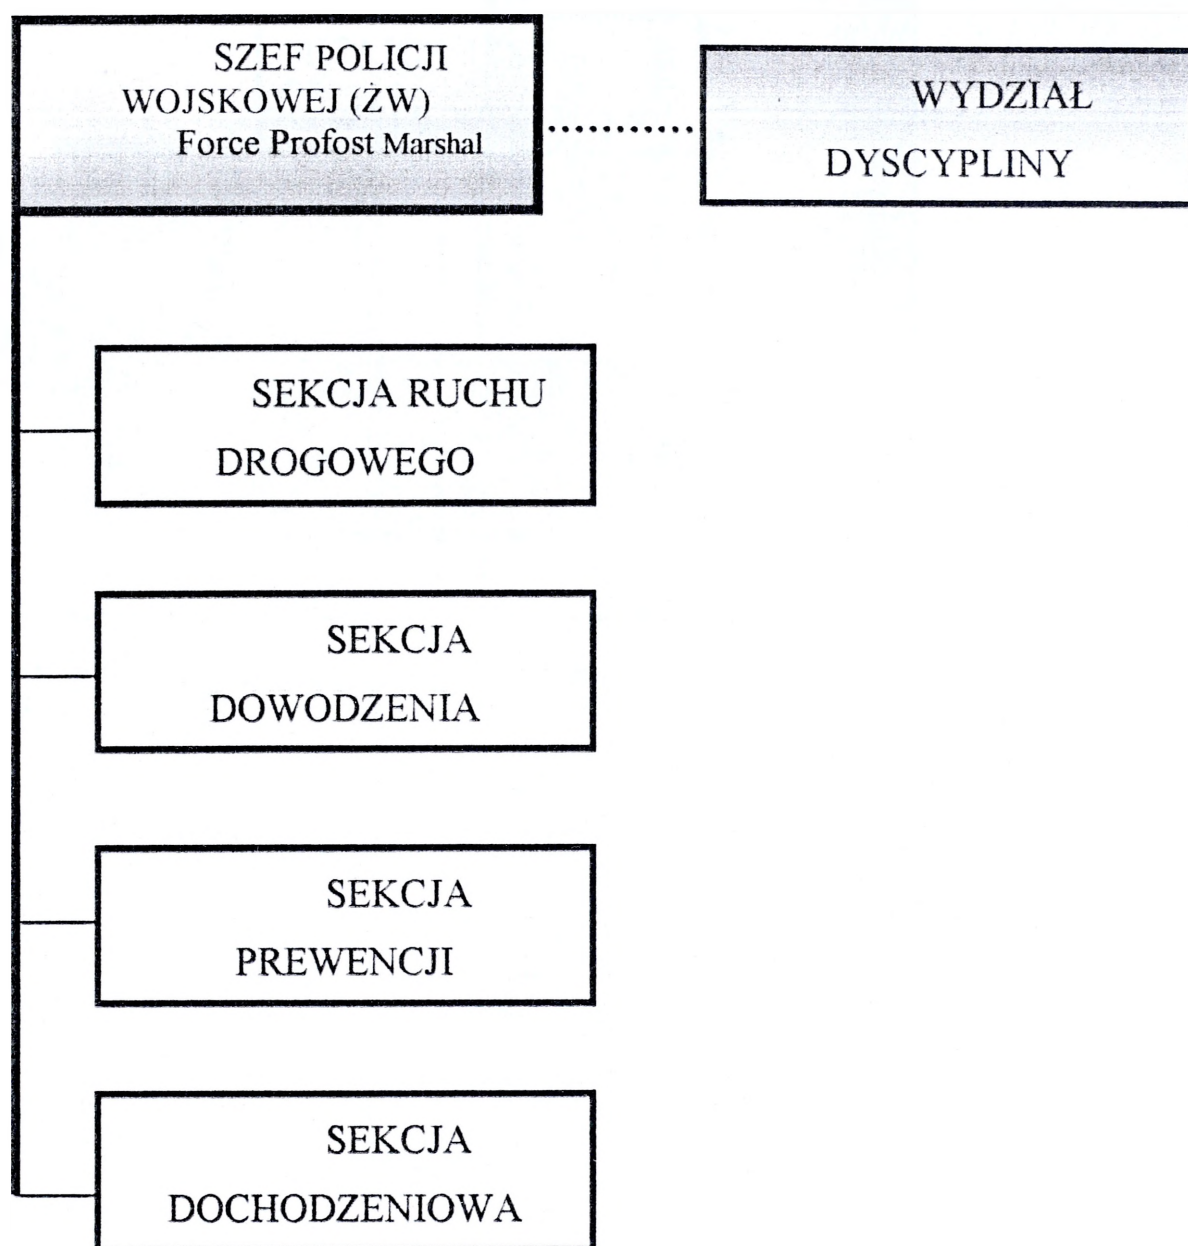 SZEF POLICJI
WOJSKOWEJ (ŻW)
Force Profost Marshal
WYDZIAŁ
DYSCYPLINY
SEKCJA RUCHU
DROGOWEGO
SEKCJA
DOWODZENIA
SEKCJA
PREWENCJI
SEKCJA
DOCHODZENIOWA